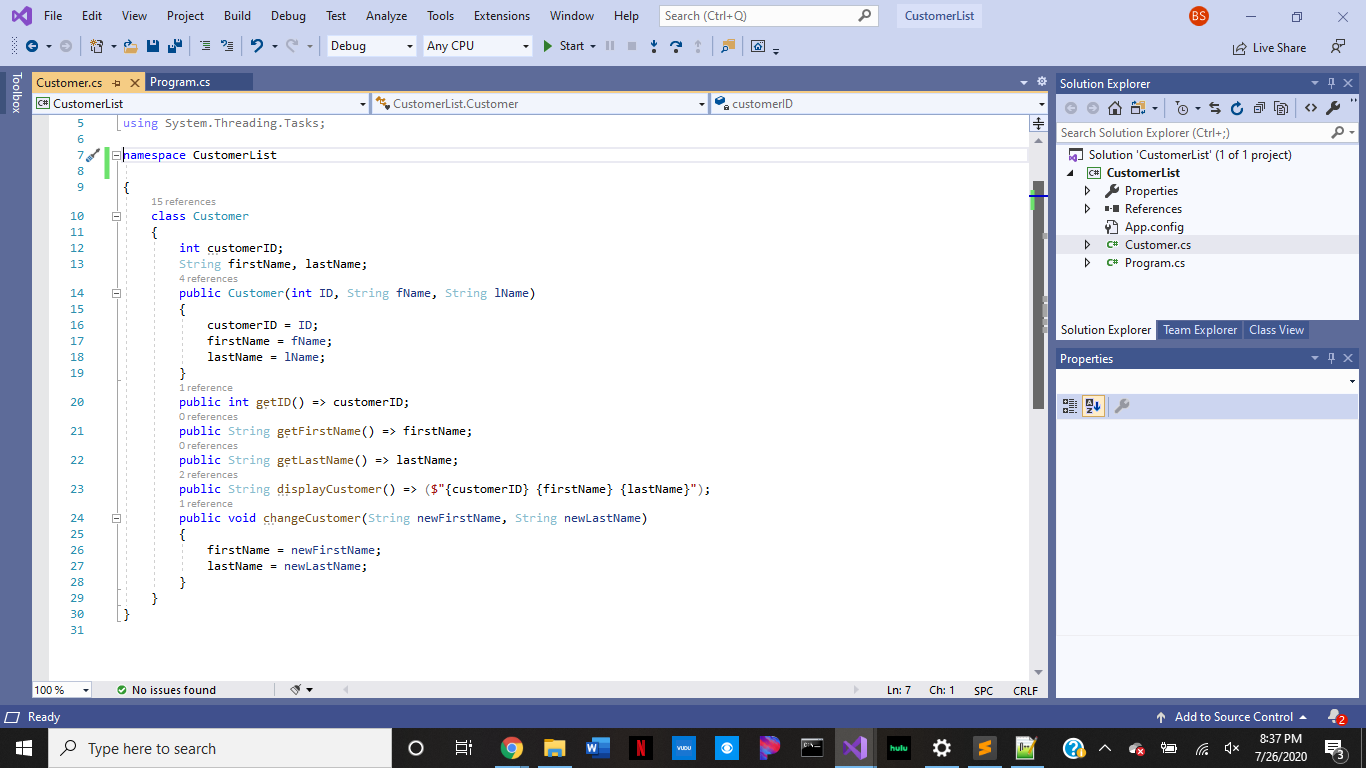 File Edit View Project Build Debug Test Analyze Tools Extensions Window Help Search (Ctrl+Q) CustomerList BS
Debug Any CPU Start Live Share
Toolbox
Customer.cs Program.cs
CustomerList CustomerList.Customer customerID
5 using System.Threading.Tasks;
6
7 namespace CustomerList
8
9 {
15 references
10 class Customer
11 {
12 int customerID;
13 String firstName, lastName;
4 references
14 public Customer(int ID, String fName, String lName)
15 {
16 customerID = ID;
17 firstName = fName;
18 lastName = lName;
19 }
1 reference
20 public int getID() => customerID;
0 references
21 public String getFirstName() => firstName;
0 references
22 public String getLastName() => lastName;
2 references
23 public String displayCustomer() => ($"{customerID} {firstName} {lastName}");
1 reference
24 public void changeCustomer(String newFirstName, String newLastName)
25 {
26 firstName = newFirstName;
27 lastName = newLastName;
28 }
29 }
30 }
31
100 % No issues found Ln: 7 Ch: 1 SPC CRLF
Solution Explorer
Search Solution Explorer (Ctrl+;)
Solution 'CustomerList' (1 of 1 project)
C# CustomerList
Properties
References
App.config
C# Customer.cs
C# Program.cs
Solution Explorer Team Explorer Class View
Properties
Ready Add to Source Control 2
Type here to search
W N VUDU hulu S
8:37 PM
7/26/2020
3